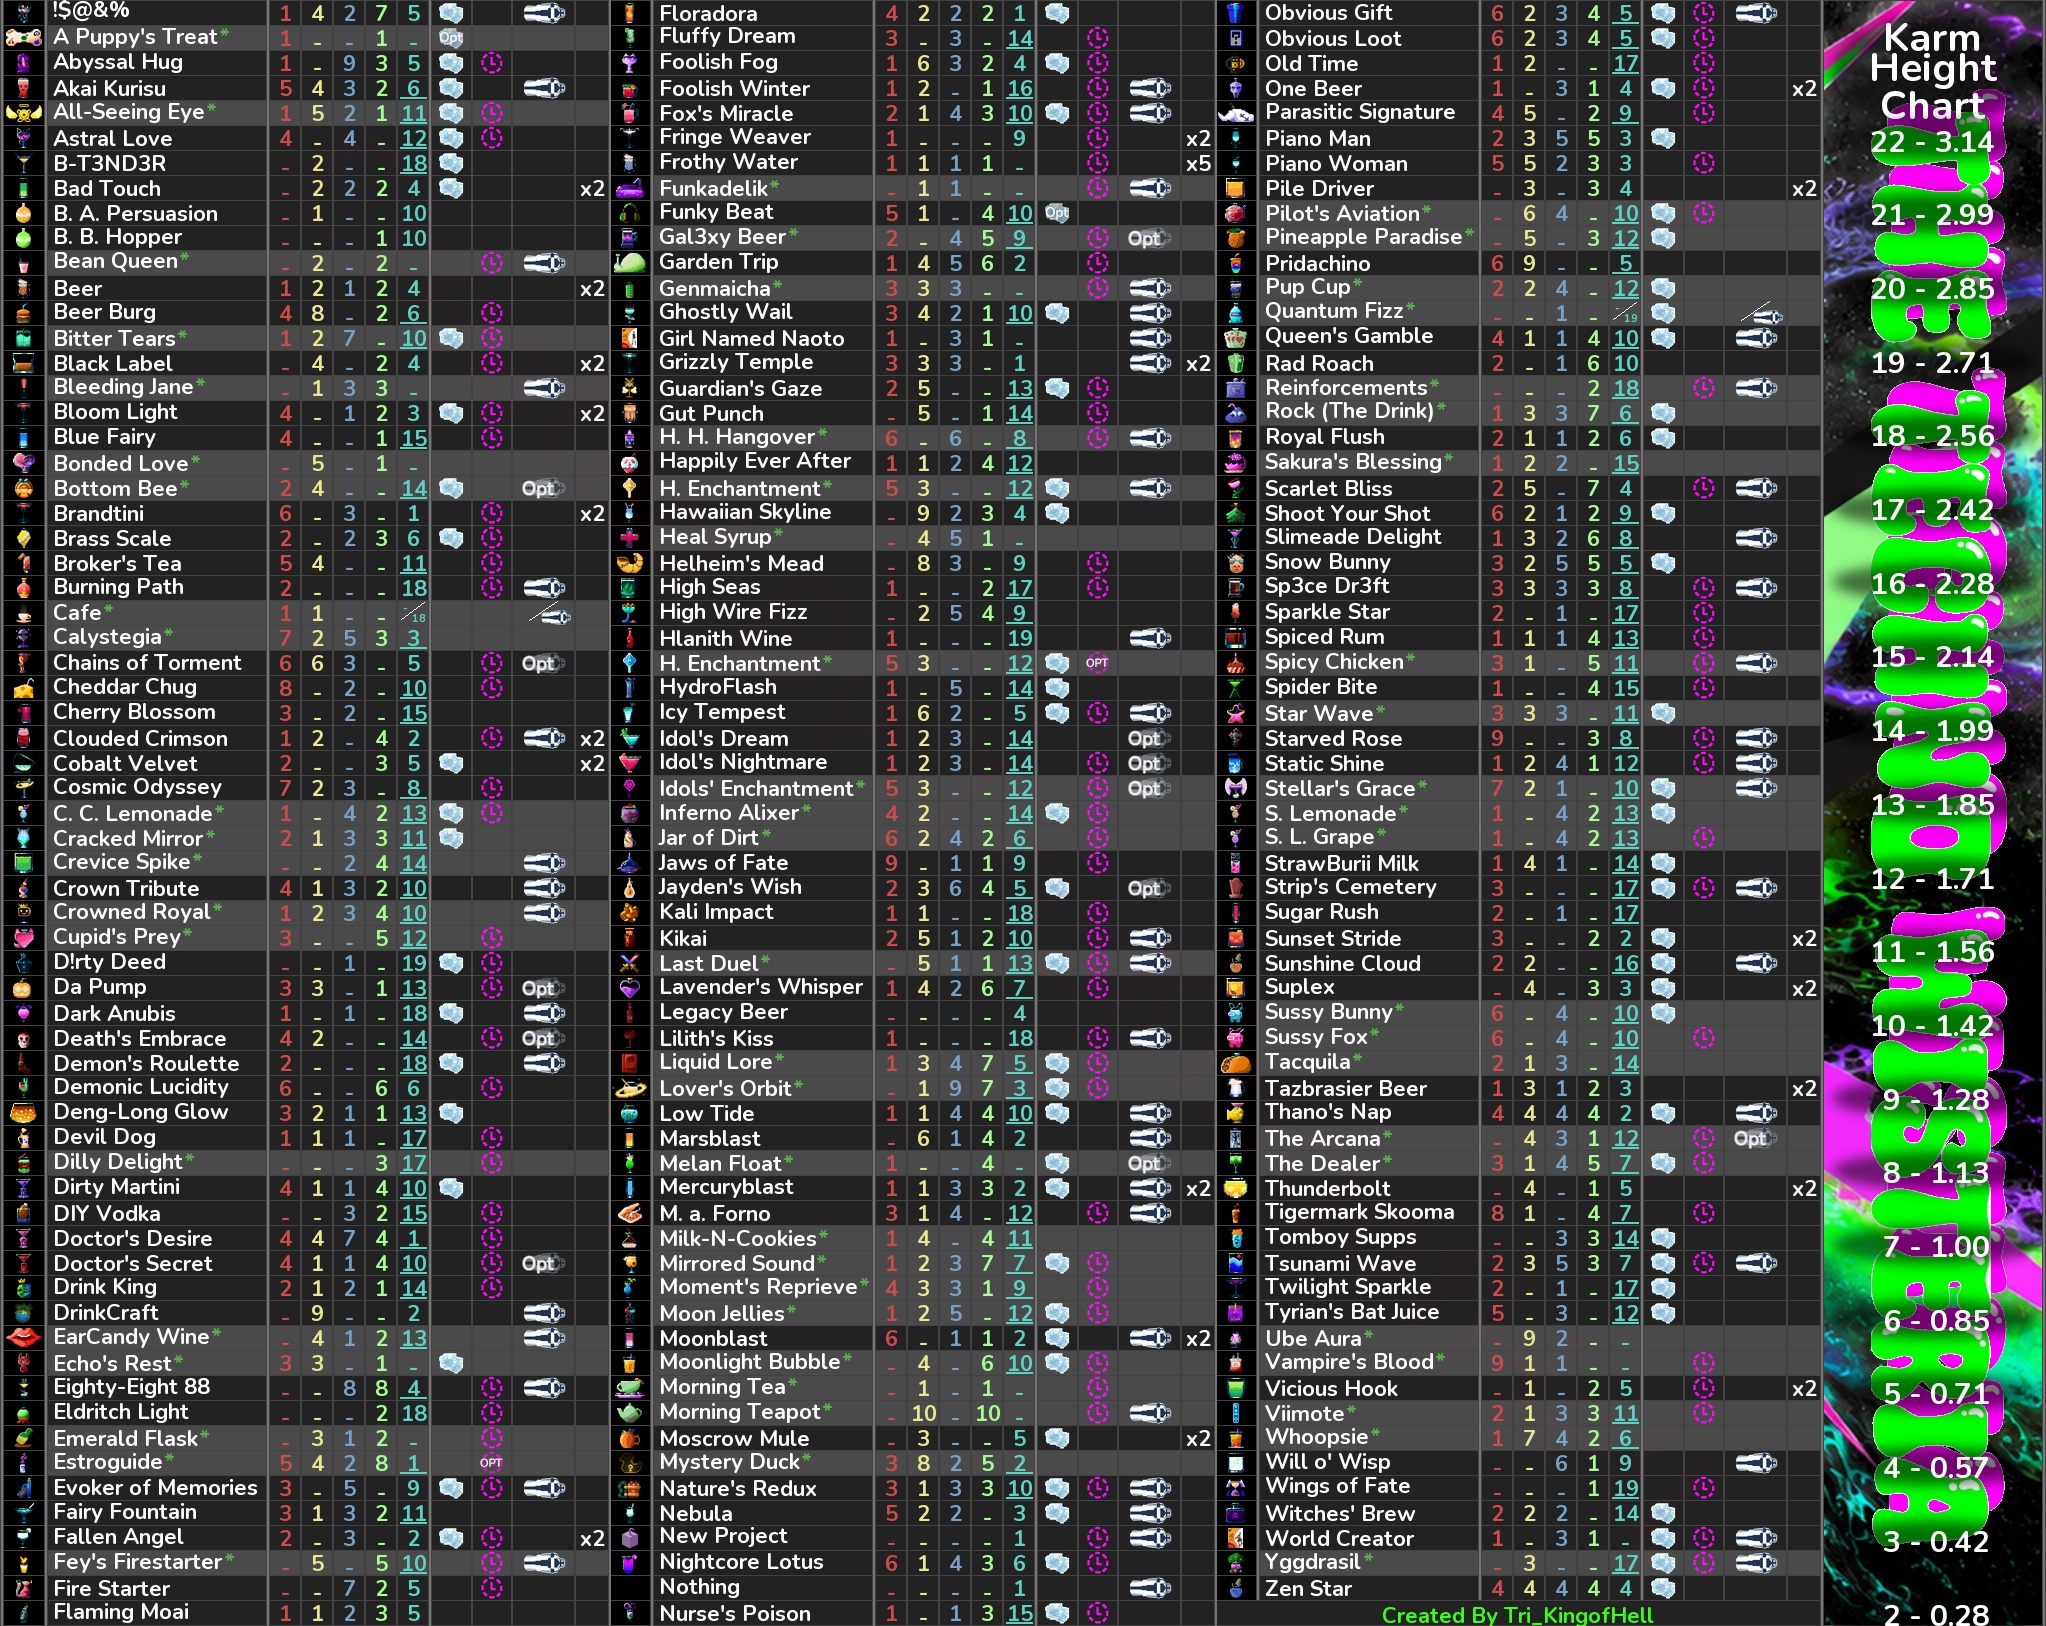 !$@&% 1 4 2 7 5
A Puppy's Treat* 1 - - 1 - Opt
Abyssal Hug 1 - 9 3 5
Akai Kurisu 5 4 3 2 6
All-Seeing Eye* 1 5 2 1 11
Astral Love 4 - 4 - 12
B-T3ND3R - 2 - - 18
Bad Touch - 2 2 2 4 x2
B. A. Persuasion - 1 - - 10
B. B. Hopper - - - 1 10
Bean Queen* - 2 - 2 -
Beer 1 2 1 2 4 x2
Beer Burg 4 8 - 2 6
Bitter Tears* 1 2 7 - 10
Black Label - 4 - 2 4 x2
Bleeding Jane* - 1 3 3 -
Bloom Light 4 - 1 2 3 x2
Blue Fairy 4 - - 1 15
Bonded Love* - 5 - 1 -
Bottom Bee* 2 4 - - 14 Opt
Brandtini 6 - 3 - 1 x2
Brass Scale 2 - 2 3 6
Broker's Tea 5 4 - - 11
Burning Path 2 - - - 18
Cafe* 1 1 - - -/18
Calystegia* 7 2 5 3 3
Chains of Torment 6 6 3 - 5 Opt
Cheddar Chug 8 - 2 - 10
Cherry Blossom 3 - 2 - 15
Clouded Crimson 1 2 - 4 2 x2
Cobalt Velvet 2 - - 3 5 x2
Cosmic Odyssey 7 2 3 - 8
C. C. Lemonade* 1 - 4 2 13
Cracked Mirror* 2 1 3 3 11
Crevice Spike* - - 2 4 14
Crown Tribute 4 1 3 2 10
Crowned Royal* 1 2 3 4 10
Cupid's Prey* 3 - - 5 12
D!rty Deed - - 1 - 19
Da Pump 3 3 - 1 13 Opt
Dark Anubis 1 - 1 - 18
Death's Embrace 4 2 - - 14 Opt
Demon's Roulette 2 - - - 18
Demonic Lucidity 6 - - 6 6
Deng-Long Glow 3 2 1 1 13
Devil Dog 1 1 1 - 17
Dilly Delight* - - - 3 17
Dirty Martini 4 1 1 4 10
DIY Vodka - - 3 2 15
Doctor's Desire 4 4 7 4 1
Doctor's Secret 4 1 1 4 10 Opt
Drink King 2 1 2 1 14
DrinkCraft - 9 - - 2
EarCandy Wine* - 4 1 2 13
Echo's Rest* 3 3 - 1 -
Eighty-Eight 88 - - 8 8 4
Eldritch Light - - - 2 18
Emerald Flask* - 3 1 2 -
Estroguide* 5 4 2 8 1 OPT
Evoker of Memories 3 - 5 - 9
Fairy Fountain 3 1 3 2 11
Fallen Angel 2 - 3 - 2 x2
Fey's Firestarter* - 5 - 5 10
Fire Starter - - 7 2 5
Flaming Moai 1 1 2 3 5
Floradora 4 2 2 2 1
Fluffy Dream 3 - 3 - 14
Foolish Fog 1 6 3 2 4
Foolish Winter 1 2 - 1 16
Fox's Miracle 2 1 4 3 10
Fringe Weaver 1 - - - 9 x2
Frothy Water 1 1 1 1 - x5
Funkadelik* - 1 1 - -
Funky Beat 5 1 - 4 10 Opt
Gal3xy Beer* 2 - 4 5 9 Opt
Garden Trip 1 4 5 6 2
Genmaicha* 3 3 3 - -
Ghostly Wail 3 4 2 1 10
Girl Named Naoto 1 - 3 1 -
Grizzly Temple 3 3 3 - 1 x2
Guardian's Gaze 2 5 - - 13
Gut Punch - 5 - 1 14
H. H. Hangover* 6 - 6 - 8
Happily Ever After 1 1 2 4 12
H. Enchantment* 5 3 - - 12
Hawaiian Skyline - 9 2 3 4
Heal Syrup* - 4 5 1 -
Helheim's Mead - 8 3 - 9
High Seas 1 - - 2 17
High Wire Fizz - 2 5 4 9
Hlanith Wine 1 - - - 19
H. Enchantment* 5 3 - - 12 OPT
HydroFlash 1 - 5 - 14
Icy Tempest 1 6 2 - 5
Idol's Dream 1 2 3 - 14 Opt
Idol's Nightmare 1 2 3 - 14 Opt
Idols' Enchantment* 5 3 - - 12 Opt
Inferno Alixer* 4 2 - - 14
Jar of Dirt* 6 2 4 2 6
Jaws of Fate 9 - 1 1 9
Jayden's Wish 2 3 6 4 5 Opt
Kali Impact 1 1 - - 18
Kikai 2 5 1 2 10
Last Duel* - 5 1 1 13
Lavender's Whisper 1 4 2 6 7
Legacy Beer - - - - 4
Lilith's Kiss 1 - - - 18
Liquid Lore* 1 3 4 7 5
Lover's Orbit* - 1 9 7 3
Low Tide 1 1 4 4 10
Marsblast - 6 1 4 2
Melan Float* 1 - - 4 - Opt
Mercuryblast 1 1 3 3 2 x2
M. a. Forno 3 1 4 - 12
Milk-N-Cookies* 1 4 - 4 11
Mirrored Sound* 1 2 3 7 7
Moment's Reprieve* 4 3 3 1 9
Moon Jellies* 1 2 5 - 12
Moonblast 6 - 1 1 2 x2
Moonlight Bubble* - 4 - 6 10
Morning Tea* - 1 - 1 -
Morning Teapot* - 10 - 10 -
Moscrow Mule - 3 - - 5 x2
Mystery Duck* 3 8 2 5 2
Nature's Redux 3 1 3 3 10
Nebula 5 2 2 - 3
New Project - - - - 1
Nightcore Lotus 6 1 4 3 6
Nothing - - - - 1
Nurse's Poison 1 - 1 3 15
Obvious Gift 6 2 3 4 5
Obvious Loot 6 2 3 4 5
Old Time 1 2 - - 17
One Beer 1 - 3 1 4 x2
Parasitic Signature 4 5 - 2 9
Piano Man 2 3 5 5 3
Piano Woman 5 5 2 3 3
Pile Driver - 3 - 3 4 x2
Pilot's Aviation* - 6 4 - 10
Pineapple Paradise* - 5 - 3 12
Pridachino 6 9 - - 5
Pup Cup* 2 2 4 - 12
Quantum Fizz* - - 1 - -/19
Queen's Gamble 4 1 1 4 10
Rad Roach 2 - 1 6 10
Reinforcements* - - - 2 18
Rock (The Drink)* 1 3 3 7 6
Royal Flush 2 1 1 2 6
Sakura's Blessing* 1 2 2 - 15
Scarlet Bliss 2 5 - 7 4
Shoot Your Shot 6 2 1 2 9
Slimeade Delight 1 3 2 6 8
Snow Bunny 3 2 5 5 5
Sp3ce Dr3ft 3 3 3 3 8
Sparkle Star 2 - 1 - 17
Spiced Rum 1 1 1 4 13
Spicy Chicken* 3 1 - 5 11
Spider Bite 1 - - 4 15
Star Wave* 3 3 3 - 11
Starved Rose 9 - - 3 8
Static Shine 1 2 4 1 12
Stellar's Grace* 7 2 1 - 10
S. Lemonade* 1 - 4 2 13
S. L. Grape* 1 - 4 2 13
StrawBurii Milk 1 4 1 - 14
Strip's Cemetery 3 - - - 17
Sugar Rush 2 - 1 - 17
Sunset Stride 3 - - 2 2 x2
Sunshine Cloud 2 2 - - 16
Suplex - 4 - 3 3 x2
Sussy Bunny* 6 - 4 - 10
Sussy Fox* 6 - 4 - 10
Tacquila* 2 1 3 - 14
Tazbrasier Beer 1 3 1 2 3 x2
Thano's Nap 4 4 4 4 2
The Arcana* - 4 3 1 12 Opt
The Dealer* 3 1 4 5 7
Thunderbolt - 4 - 1 5 x2
Tigermark Skooma 8 1 - 4 7
Tomboy Supps - - 3 3 14
Tsunami Wave 2 3 5 3 7
Twilight Sparkle 2 - 1 - 17
Tyrian's Bat Juice 5 - 3 - 12
Ube Aura* - 9 2 - -
Vampire's Blood* 9 1 1 - -
Vicious Hook - 1 - 2 5 x2
Viimote* 2 1 3 3 11
Whoopsie* 1 7 4 2 6
Will o' Wisp - - 6 1 9
Wings of Fate - - - 1 19
Witches' Brew 2 2 2 - 14
World Creator 1 - 3 1 -
Yggdrasil* - 3 - - 17
Zen Star 4 4 4 4 4
Created By Tri_KingofHell
Karm
Height
Chart
22 - 3.14
21 - 2.99
20 - 2.85
19 - 2.71
18 - 2.56
17 - 2.42
16 - 2.28
15 - 2.14
14 - 1.99
13 - 1.85
12 - 1.71
11 - 1.56
10 - 1.42
9 - 1.28
8 - 1.13
7 - 1.00
6 - 0.85
5 - 0.71
4 - 0.57
3 - 0.42
2 - 0.28